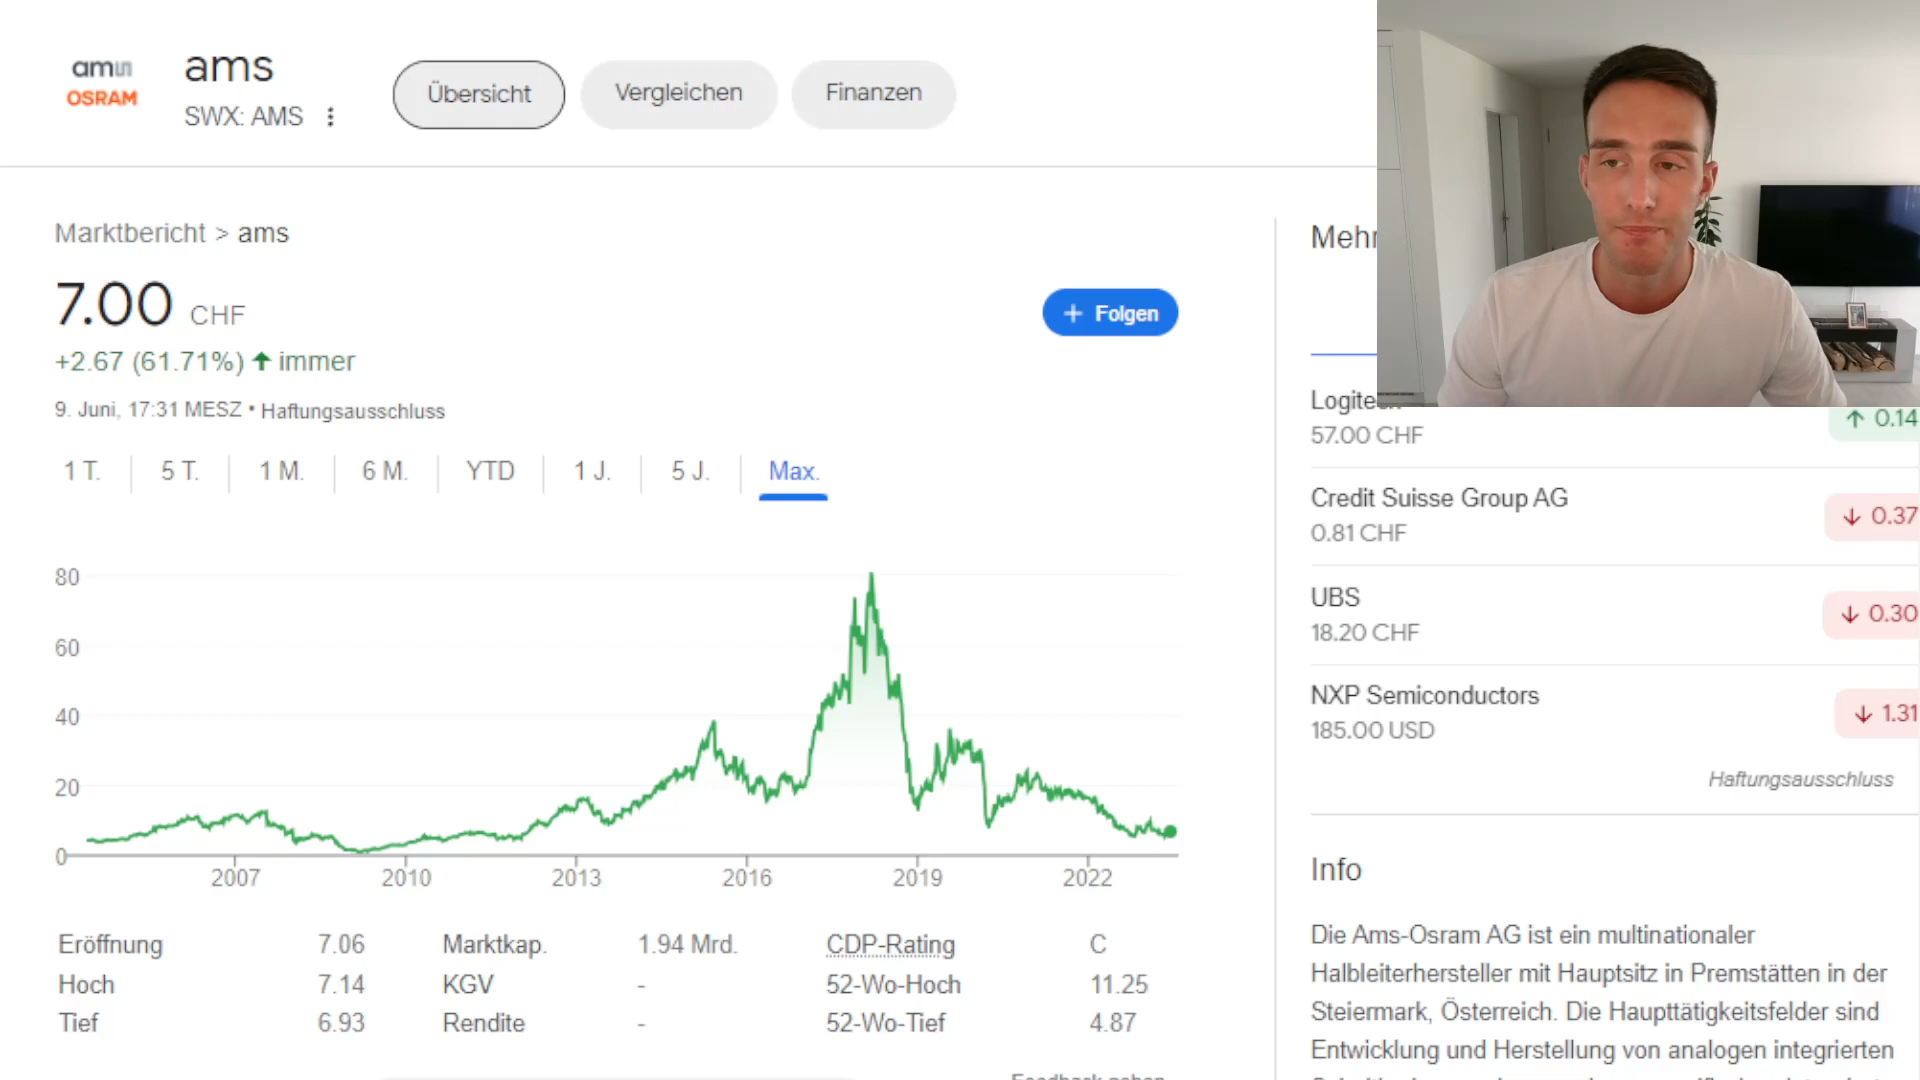 amu
OSRAM
ams
SWX: AMS
Übersicht
Vergleichen
Finanzen
Marktbericht > ams
7.00 CHF
+2.67 (61.71%) ↑ immer
9. Juni, 17:31 MESZ • Haftungsausschluss
+ Folgen
1 T.
5 T.
1 M.
6 M.
YTD
1 J.
5 J.
Max.
80
60
40
20
0
2007
2010
2013
2016
2019
2022
Eröffnung 7.06
Hoch 7.14
Tief 6.93
Marktkap. 1.94 Mrd.
KGV -
Rendite -
CDP-Rating C
52-Wo-Hoch 11.25
52-Wo-Tief 4.87
Feedback geben
Mehr
57.00 CHF
↑ 0.14
Credit Suisse Group AG
0.81 CHF
↓ 0.37
UBS
18.20 CHF
↓ 0.30
NXP Semiconductors
185.00 USD
↓ 1.31
Haftungsausschluss
Info
Die Ams-Osram AG ist ein multinationaler
Halbleiterhersteller mit Hauptsitz in Premstätten in der
Steiermark, Österreich. Die Haupttätigkeitsfelder sind
Entwicklung und Herstellung von analogen integrierten